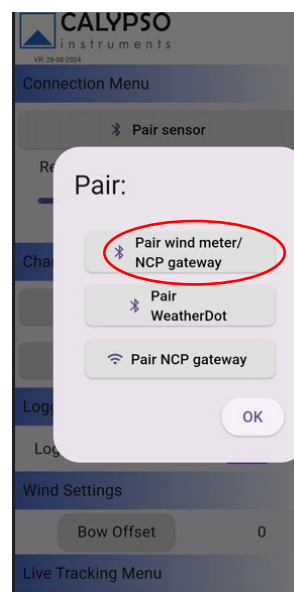 CALYPSO
instruments
VR: 29-08-2024
Connection Menu
Pair sensor
Pair:
Pair wind meter/
NCP gateway
Pair
WeatherDot
Pair NCP gateway
OK
Wind Settings
Bow Offset 0
Live Tracking Menu